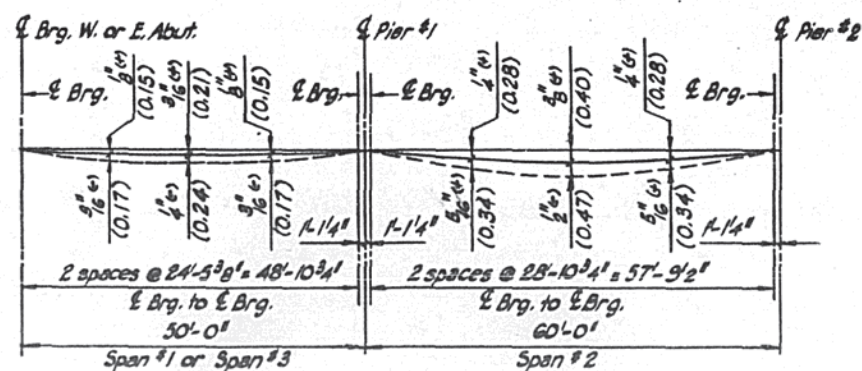 ℄ Brg. W. or E. Abut.
℄ Pier #1
℄ Pier #2
℄ Brg.
1/8" (+) (0.15)
3/16" (+) (0.21)
1/8" (+) (0.15)
℄ Brg.
℄ Brg.
1/4" (+) (0.28)
3/8" (+) (0.40)
1/4" (+) (0.28)
℄ Brg.
3/16" (+) (0.17)
1/4" (+) (0.24)
3/16" (+) (0.17)
5/16" (+) (0.34)
1/2" (+) (0.47)
5/16" (+) (0.34)
1'-1 1/4"
1'-1 1/4"
1'-1 1/4"
2 spaces @ 24'-5 3/8" = 48'-10 3/4"
2 spaces @ 28'-10 3/4" = 57'-9 1/2"
℄ Brg. to ℄ Brg.
℄ Brg. to ℄ Brg.
50'-0"
60'-0"
Span #1 or Span #3
Span #2